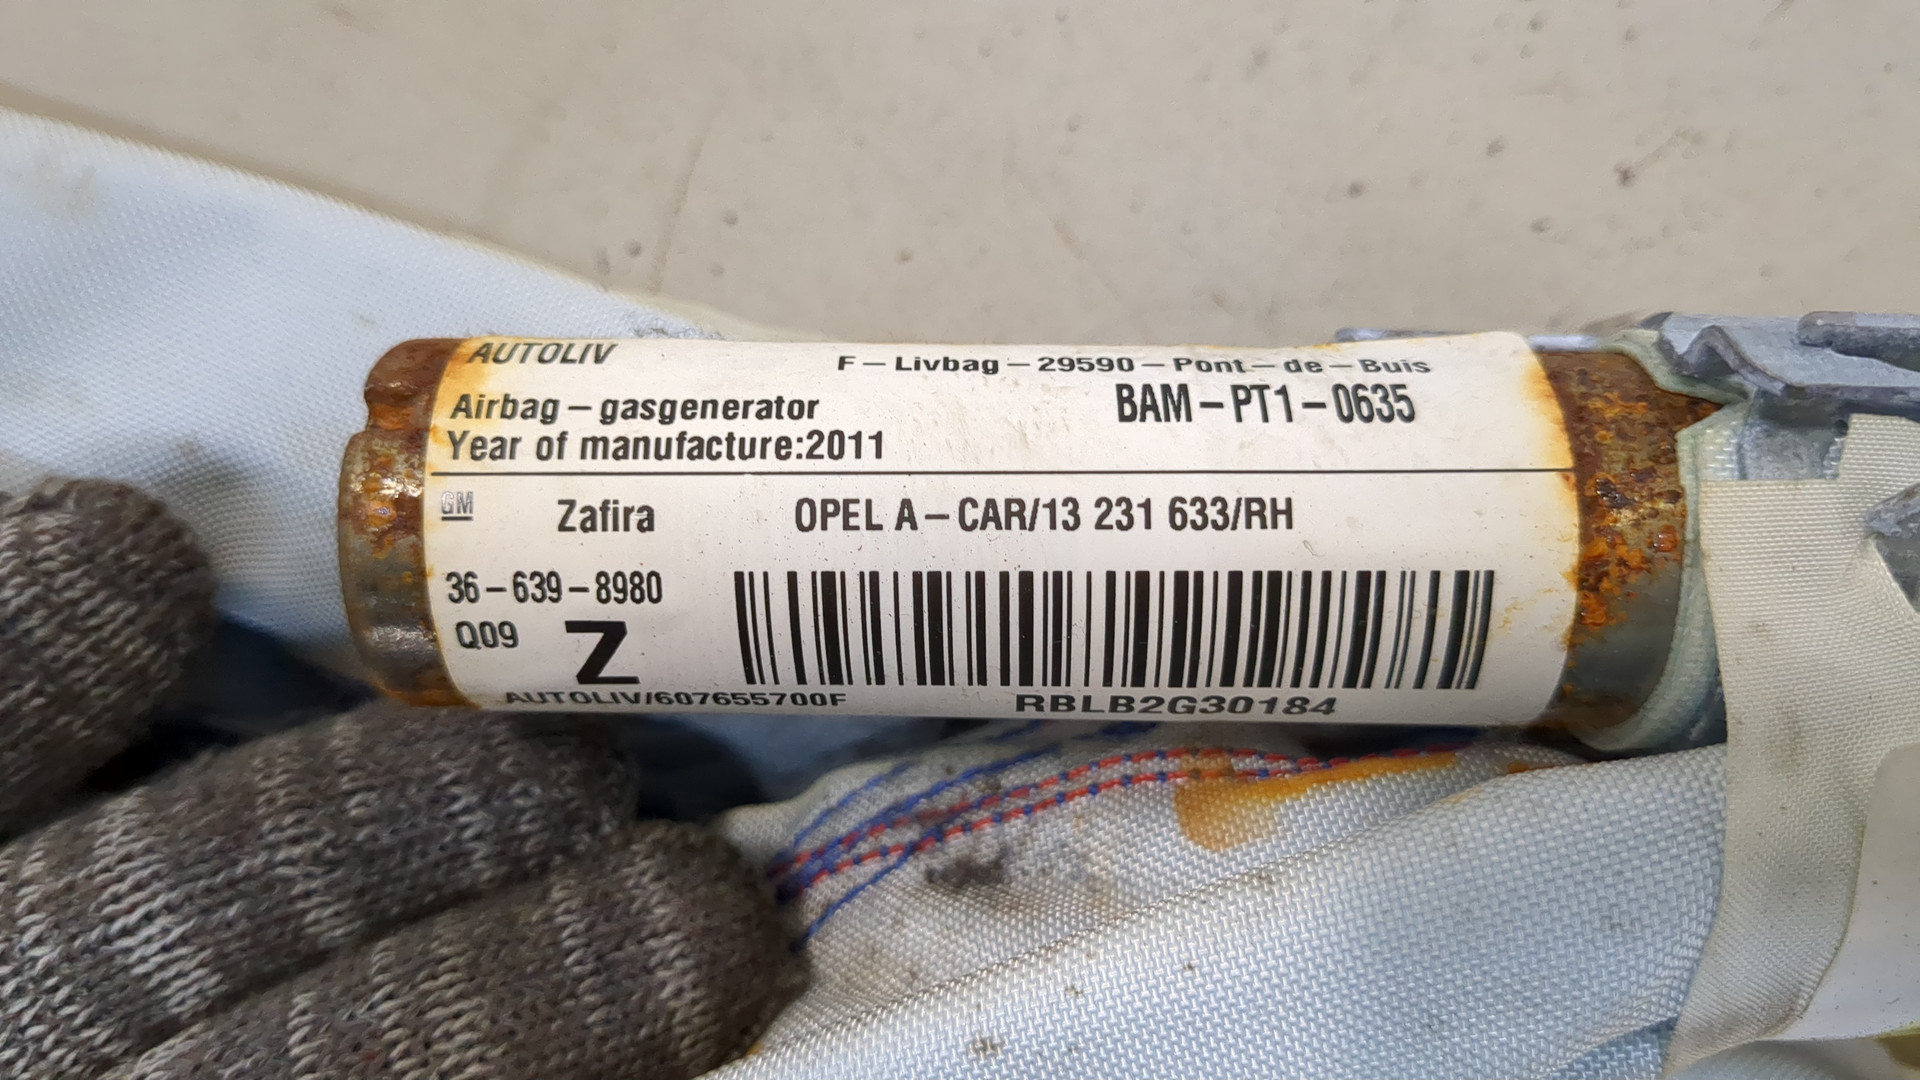 AUTOLIV
F – Livbag – 29590 – Pont – de – Buis
Airbag – gasgenerator
BAM – PT1 – 0635
Year of manufacture:2011
GM
Zafira
OPEL A – CAR/13 231 633/RH
36 – 639 – 8980
Q09
Z
AUTOLIV/607655700F
RBLB2G30184